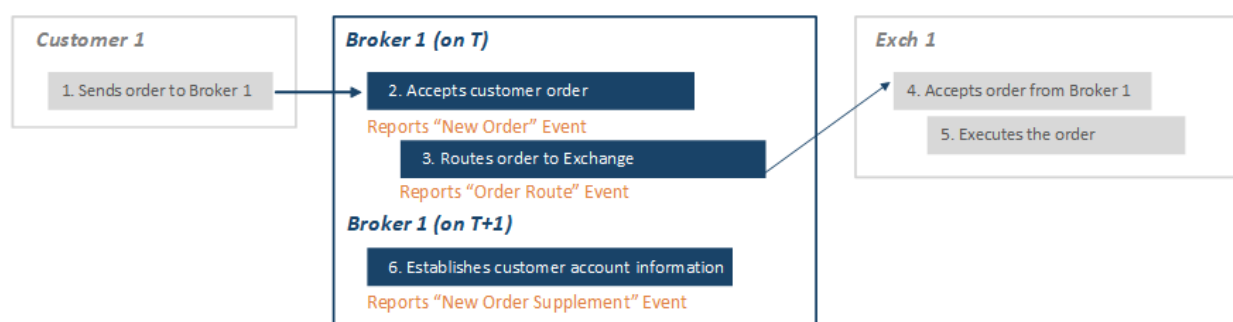 Customer 1
1. Sends order to Broker 1
Broker 1 (on T)
2. Accepts customer order
Reports “New Order” Event
3. Routes order to Exchange
Reports “Order Route” Event
Broker 1 (on T+1)
6. Establishes customer account information
Reports “New Order Supplement” Event
Exch 1
4. Accepts order from Broker 1
5. Executes the order